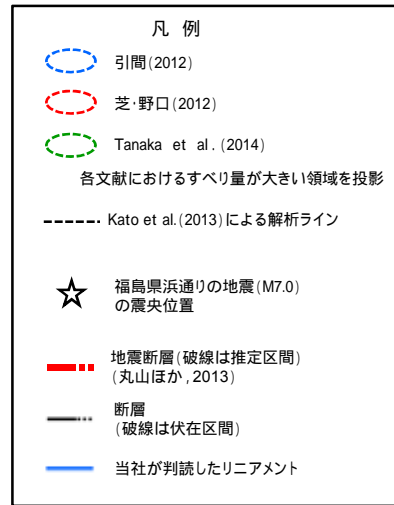 凡 例
引間(2012)
芝・野口(2012)
Tanaka et al.(2014)
各文献におけるすべり量が大きい領域を投影
Kato et al.(2013)による解析ライン
福島県浜通りの地震(M7.0)
の震央位置
地震断層(破線は推定区間)
(丸山ほか,2013)
断層
(破線は伏在区間)
当社が判読したリニアメント